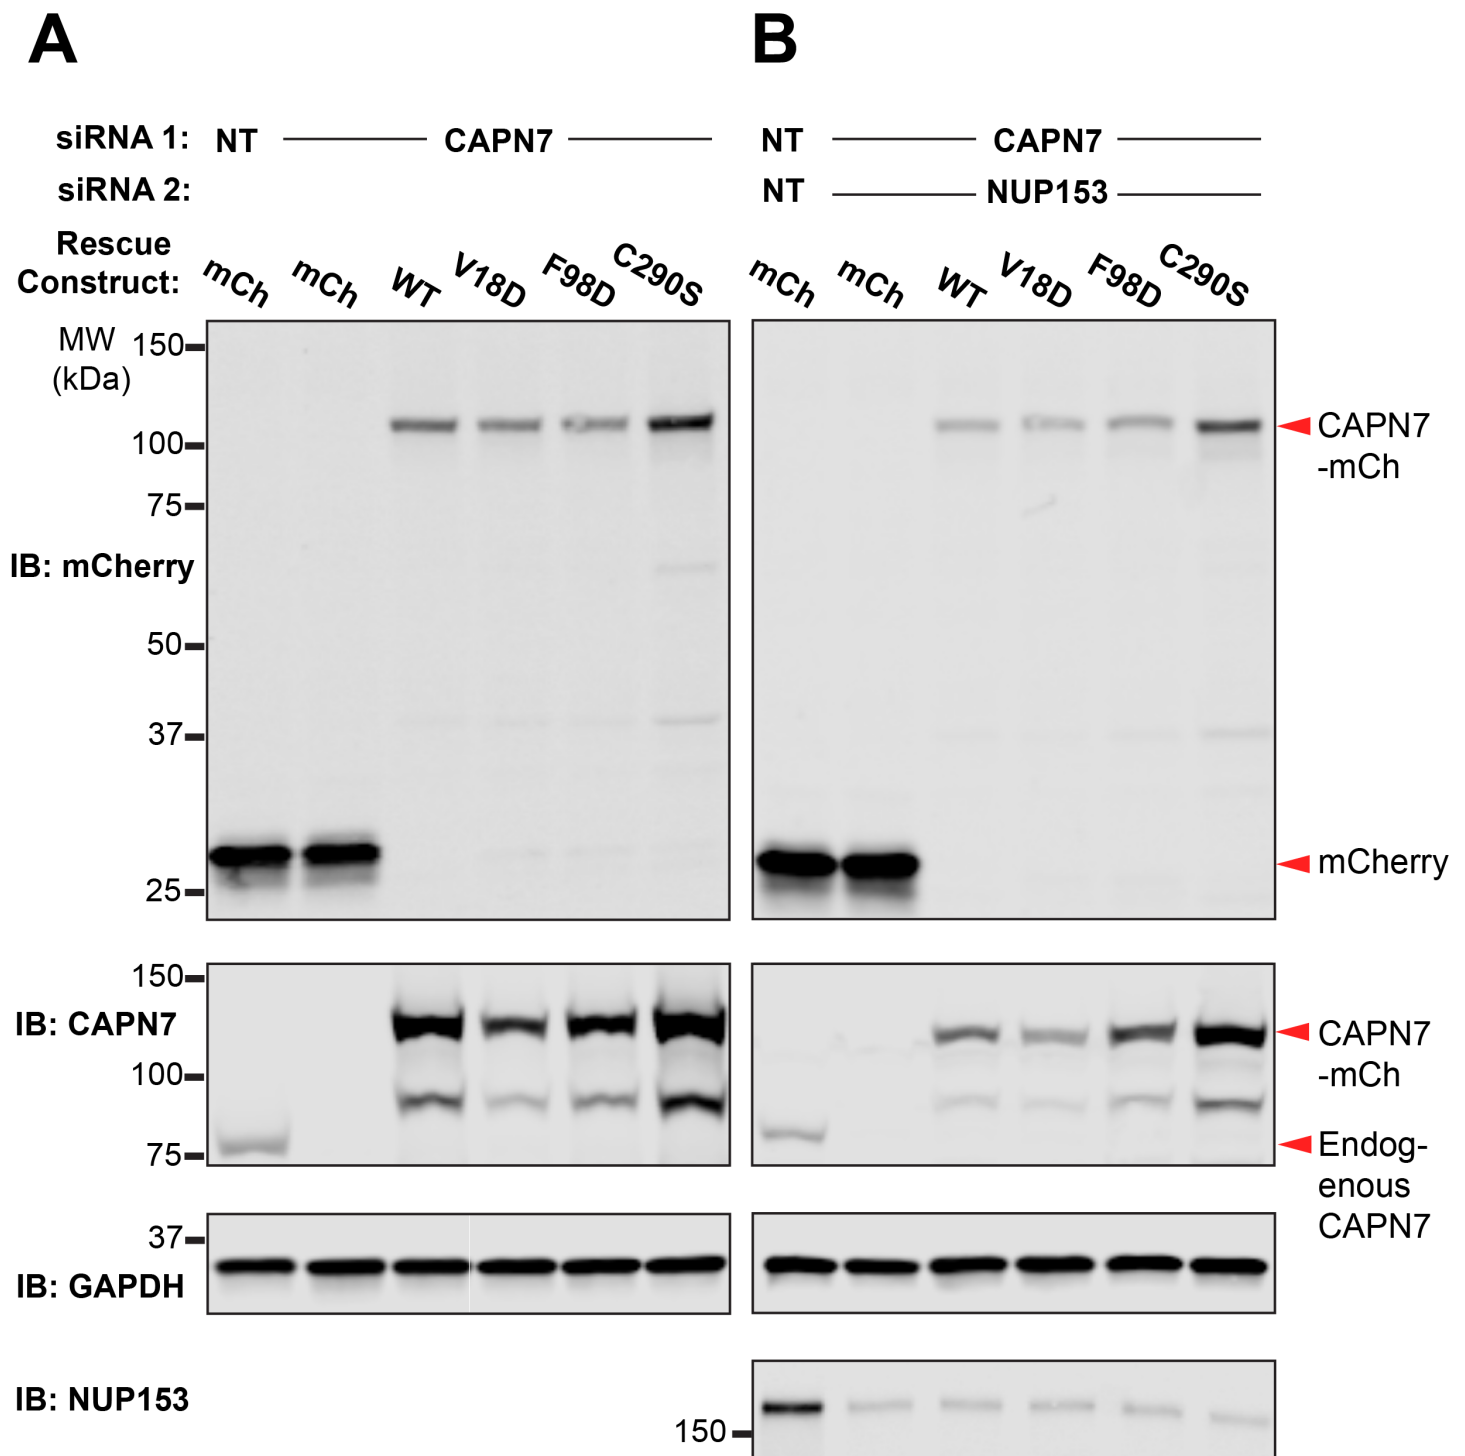 A B
siRNA 1: NT CAPN7 NT CAPN7
siRNA 2: NT NUP153
Rescue
Construct: mCh mCh WT V18D F98D C290S mCh mCh WT V18D F98D C290S
MW
(kDa)
150
100
75
IB: mCherry
50
37
25
CAPN7
-mCh
mCherry
150
IB: CAPN7
100
75
CAPN7
-mCh
Endog-
enous
CAPN7
37
IB: GAPDH
IB: NUP153
150